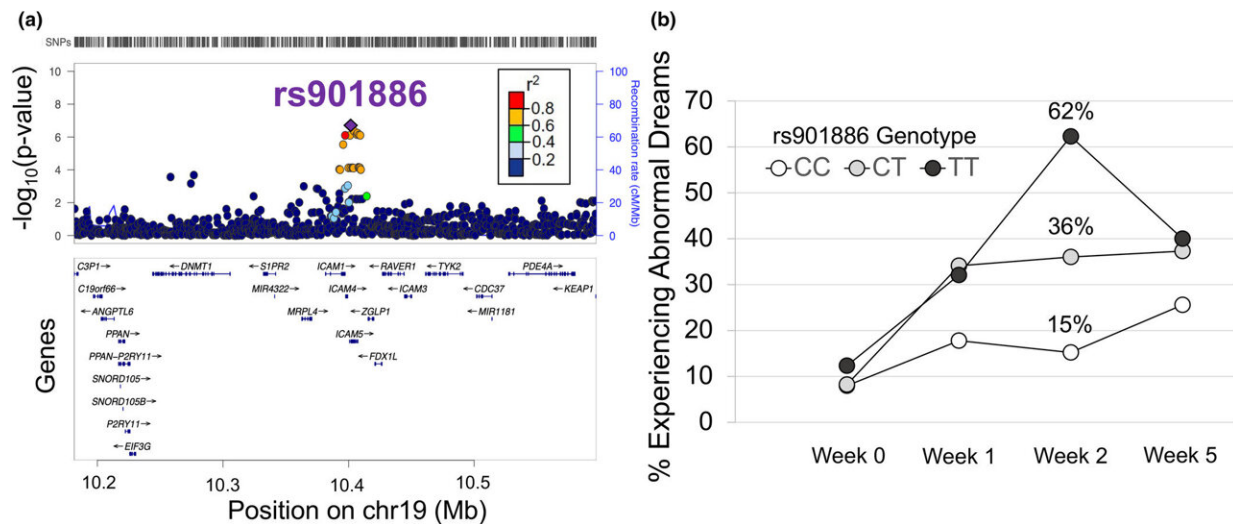 (a)
SNPs
-log10(p-value)
10
8
6
4
2
0
rs901886
r2
0.8
0.6
0.4
0.2
100
80
60
40
20
0
Recombination rate (cM/Mb)
Genes
C3P1→ ←DNMT1 ←S1PR2 ICAM1→ ←RAVER1 ←TYK2 PDE4A→
C19orf66→ MIR4322← ICAM4→ ←ICAM3 ←CDC37 ←KEAP1
←ANGPTL6 MRPL4→ ←ZGLP1 ←MIR1181
PPAN→ ICAM5→
PPAN−P2RY11→ ←FDX1L
SNORD105→
SNORD105B→
P2RY11→
←EIF3G
10.2 10.3 10.4 10.5
Position on chr19 (Mb)
(b)
% Experiencing Abnormal Dreams
70
60
50
40
30
20
10
0
rs901886 Genotype
CC CT TT
62%
36%
15%
Week 0 Week 1 Week 2 Week 5